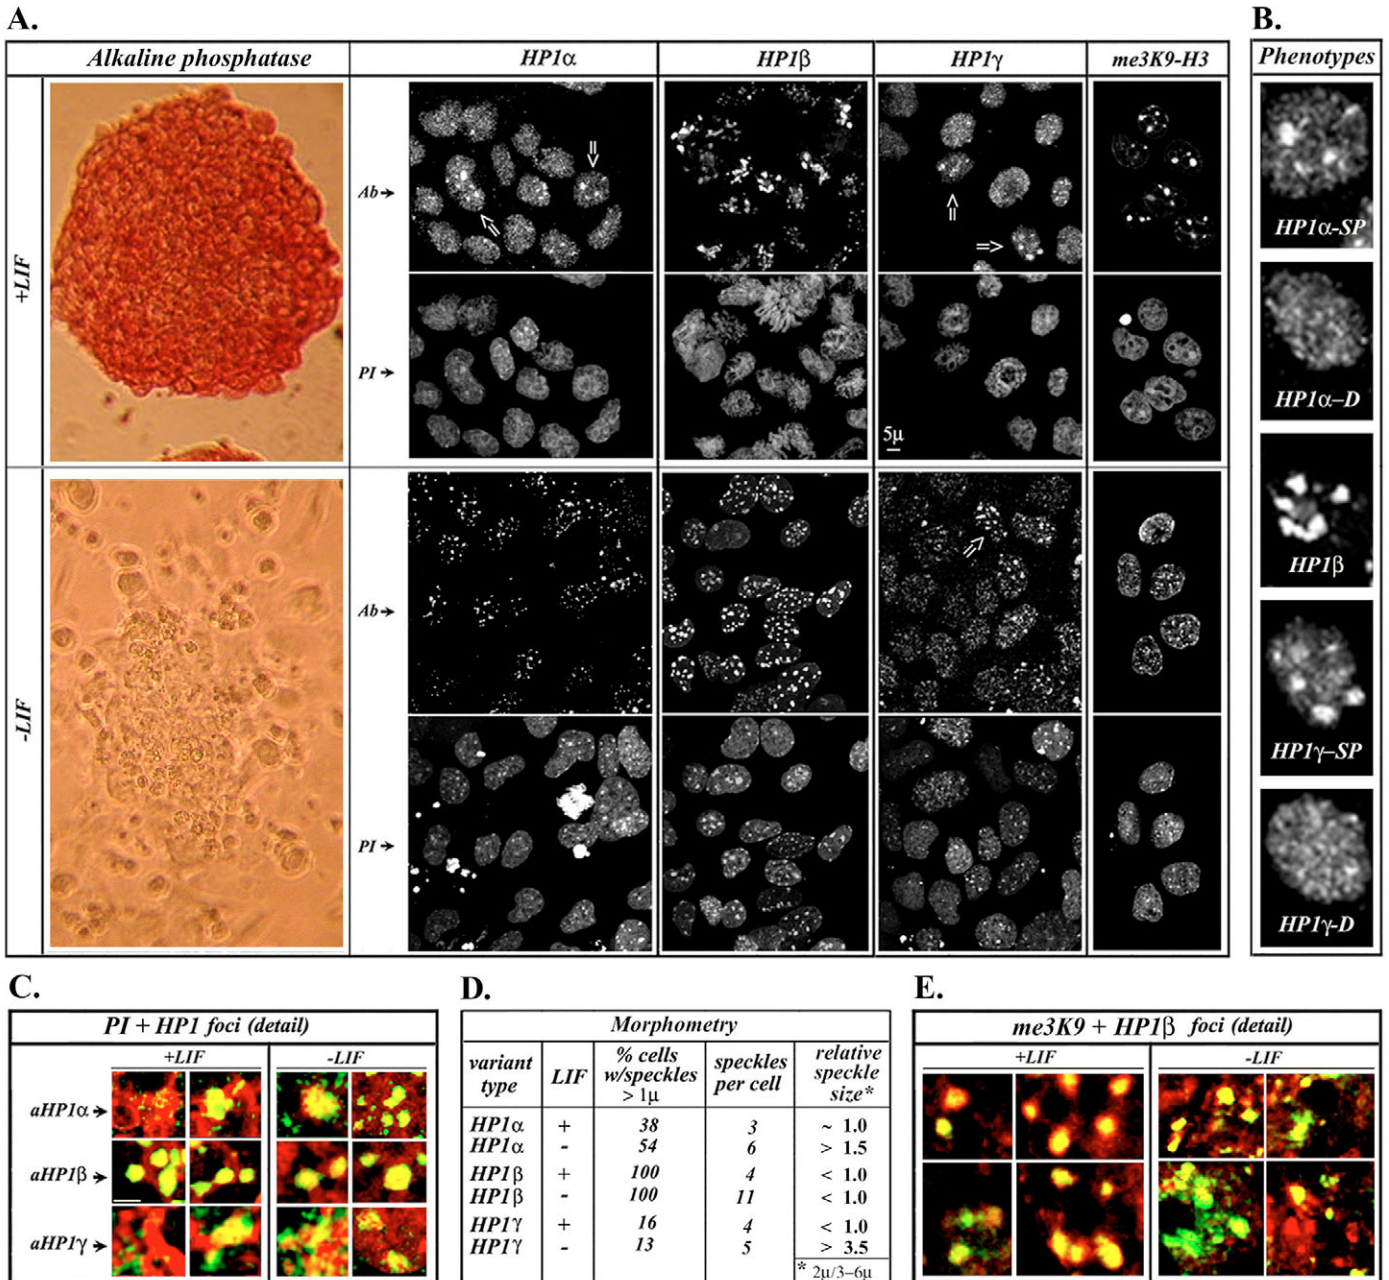 A.
Alkaline phosphatase HP1α HP1β HP1γ me3K9-H3
+LIF
Ab→
PI→
5µ
-LIF
Ab→
PI→
B.
Phenotypes
HP1α-SP
HP1α–D
HP1β
HP1γ–SP
HP1γ-D
C.
PI + HP1 foci (detail)
+LIF -LIF
aHP1α→
aHP1β→
aHP1γ→
D.
Morphometry
variant type LIF % cells w/speckles > 1µ speckles per cell relative speckle size*
HP1α + 38 3 ~ 1.0
HP1α - 54 6 > 1.5
HP1β + 100 4 < 1.0
HP1β - 100 11 < 1.0
HP1γ + 16 4 < 1.0
HP1γ - 13 5 > 3.5
* 2µ/3–6µ
E.
me3K9 + HP1β foci (detail)
+LIF -LIF